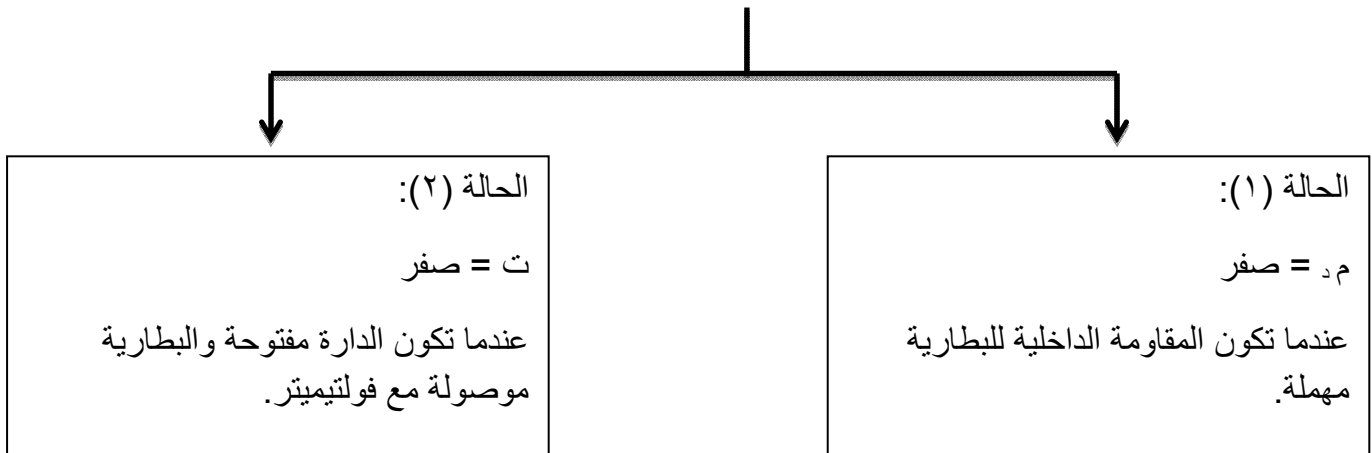 الحالة (١):
م د = صفر
عندما تكون المقاومة الداخلية للبطارية
مهملة.
الحالة (٢):
ت = صفر
عندما تكون الدارة مفتوحة والبطارية
موصولة مع فولتيميتر.